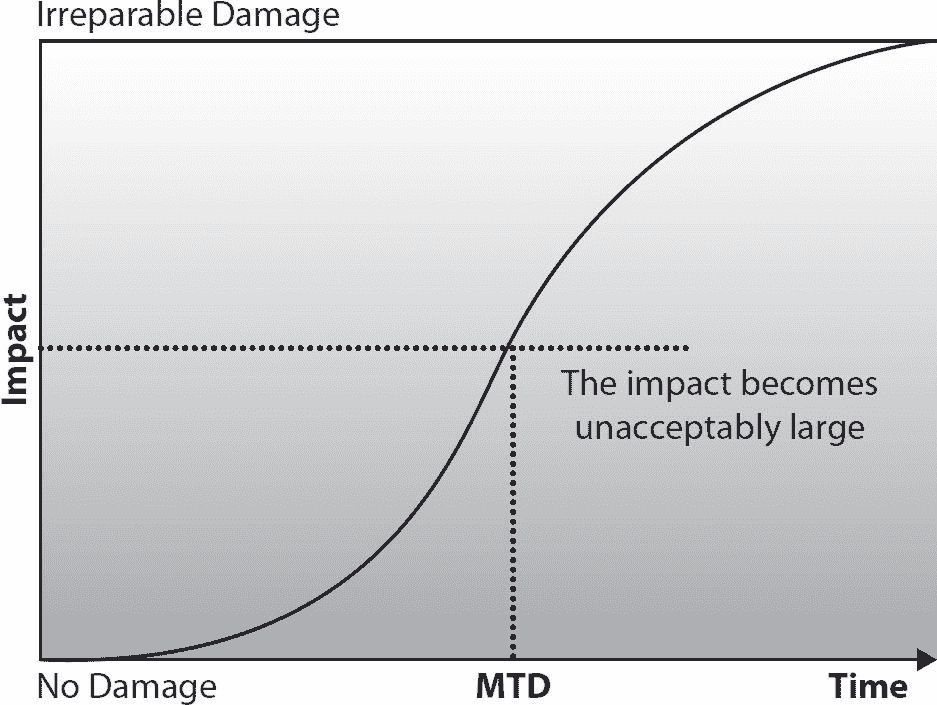 Irreparable Damage
Impact
The impact becomes
unacceptably large
No Damage
MTD
Time